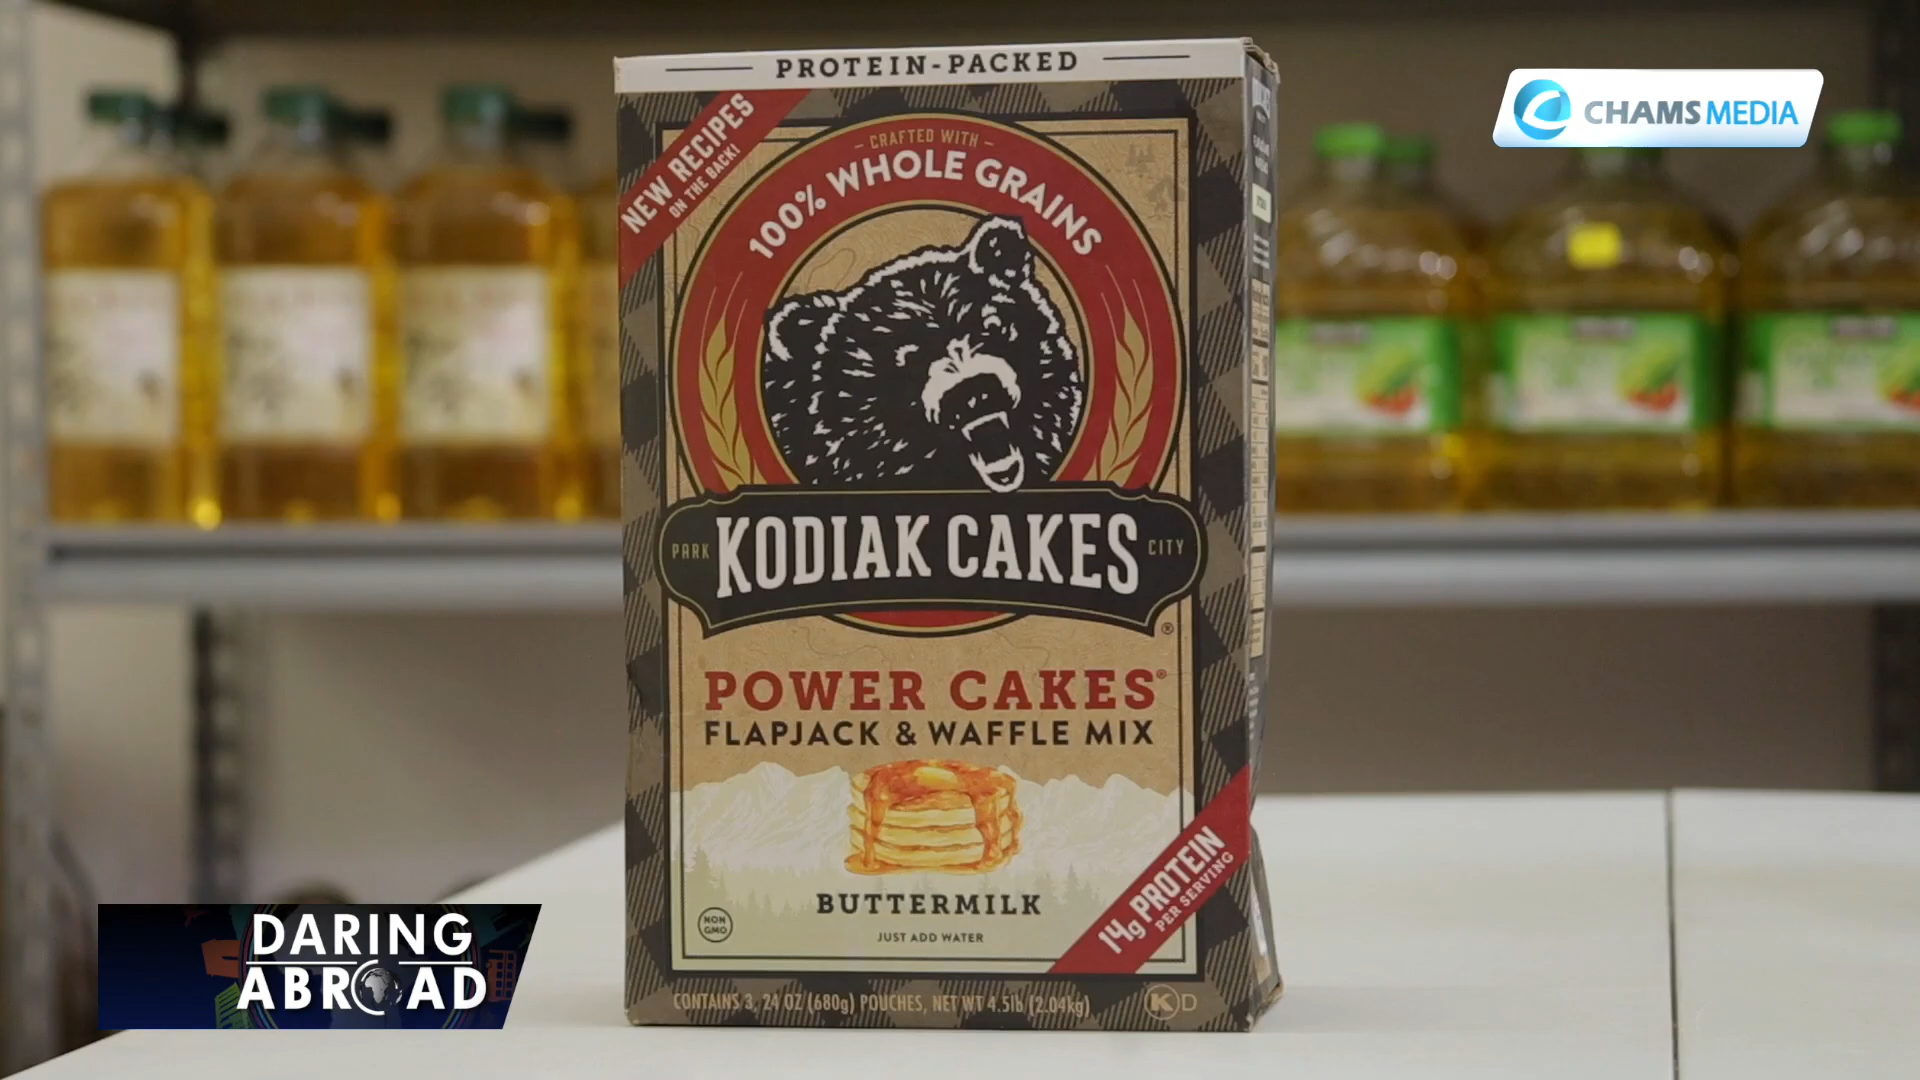 PROTEIN-PACKED
CHAMS MEDIA
NEW RECIPES
ON THE BACK!
CRAFTED WITH
100% WHOLE GRAINS
PARK KODIAK CAKES CITY
®
POWER CAKES®
FLAPJACK & WAFFLE MIX
BUTTERMILK
JUST ADD WATER
NON
GMO
14g PROTEIN
PER SERVING
CONTAINS 3, 24 OZ (680g) POUCHES, NET WT 4.5lb (2.04kg)
K D
DARING
ABROAD